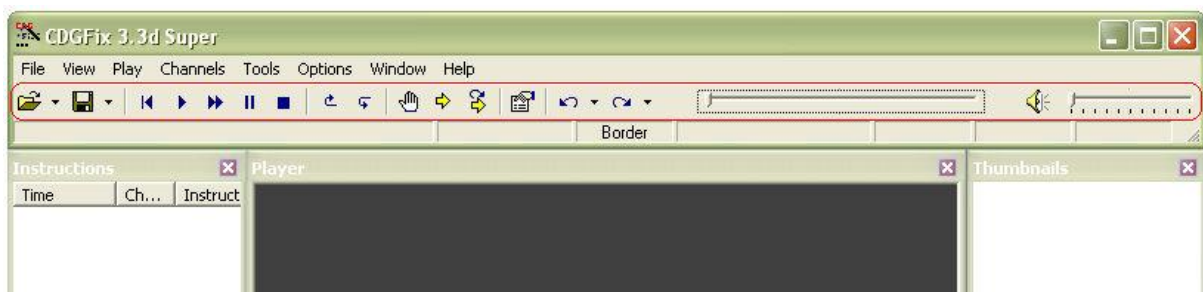 CDGFix 3.3d Super
File View Play Channels Tools Options Window Help
Border
Instructions Player Thumbnails
Time Ch... Instruct